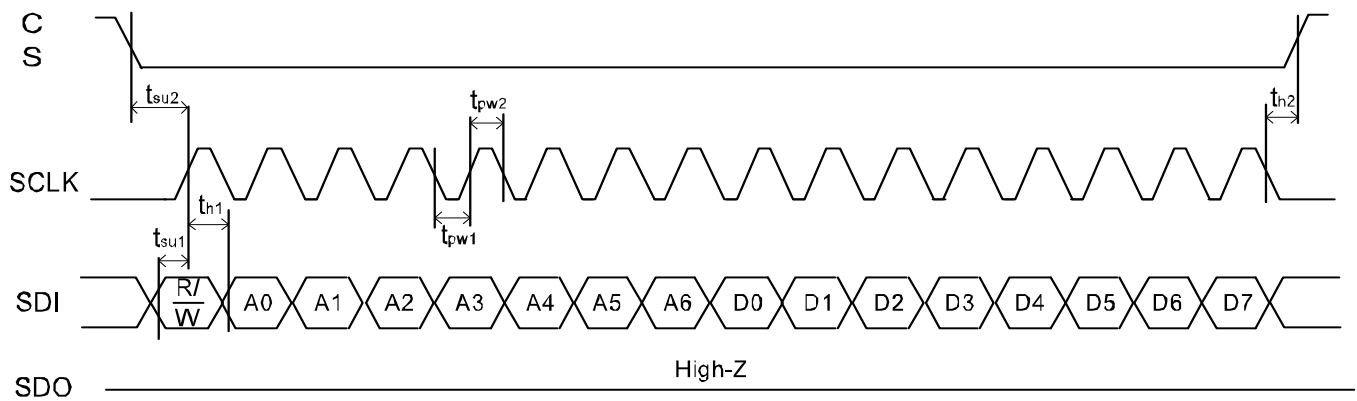 C
S
tsu2
tpw2
th2
SCLK
th1
tpw1
tsu1
SDI
R/
W
A0 A1 A2 A3 A4 A5 A6 D0 D1 D2 D3 D4 D5 D6 D7
High-Z
SDO